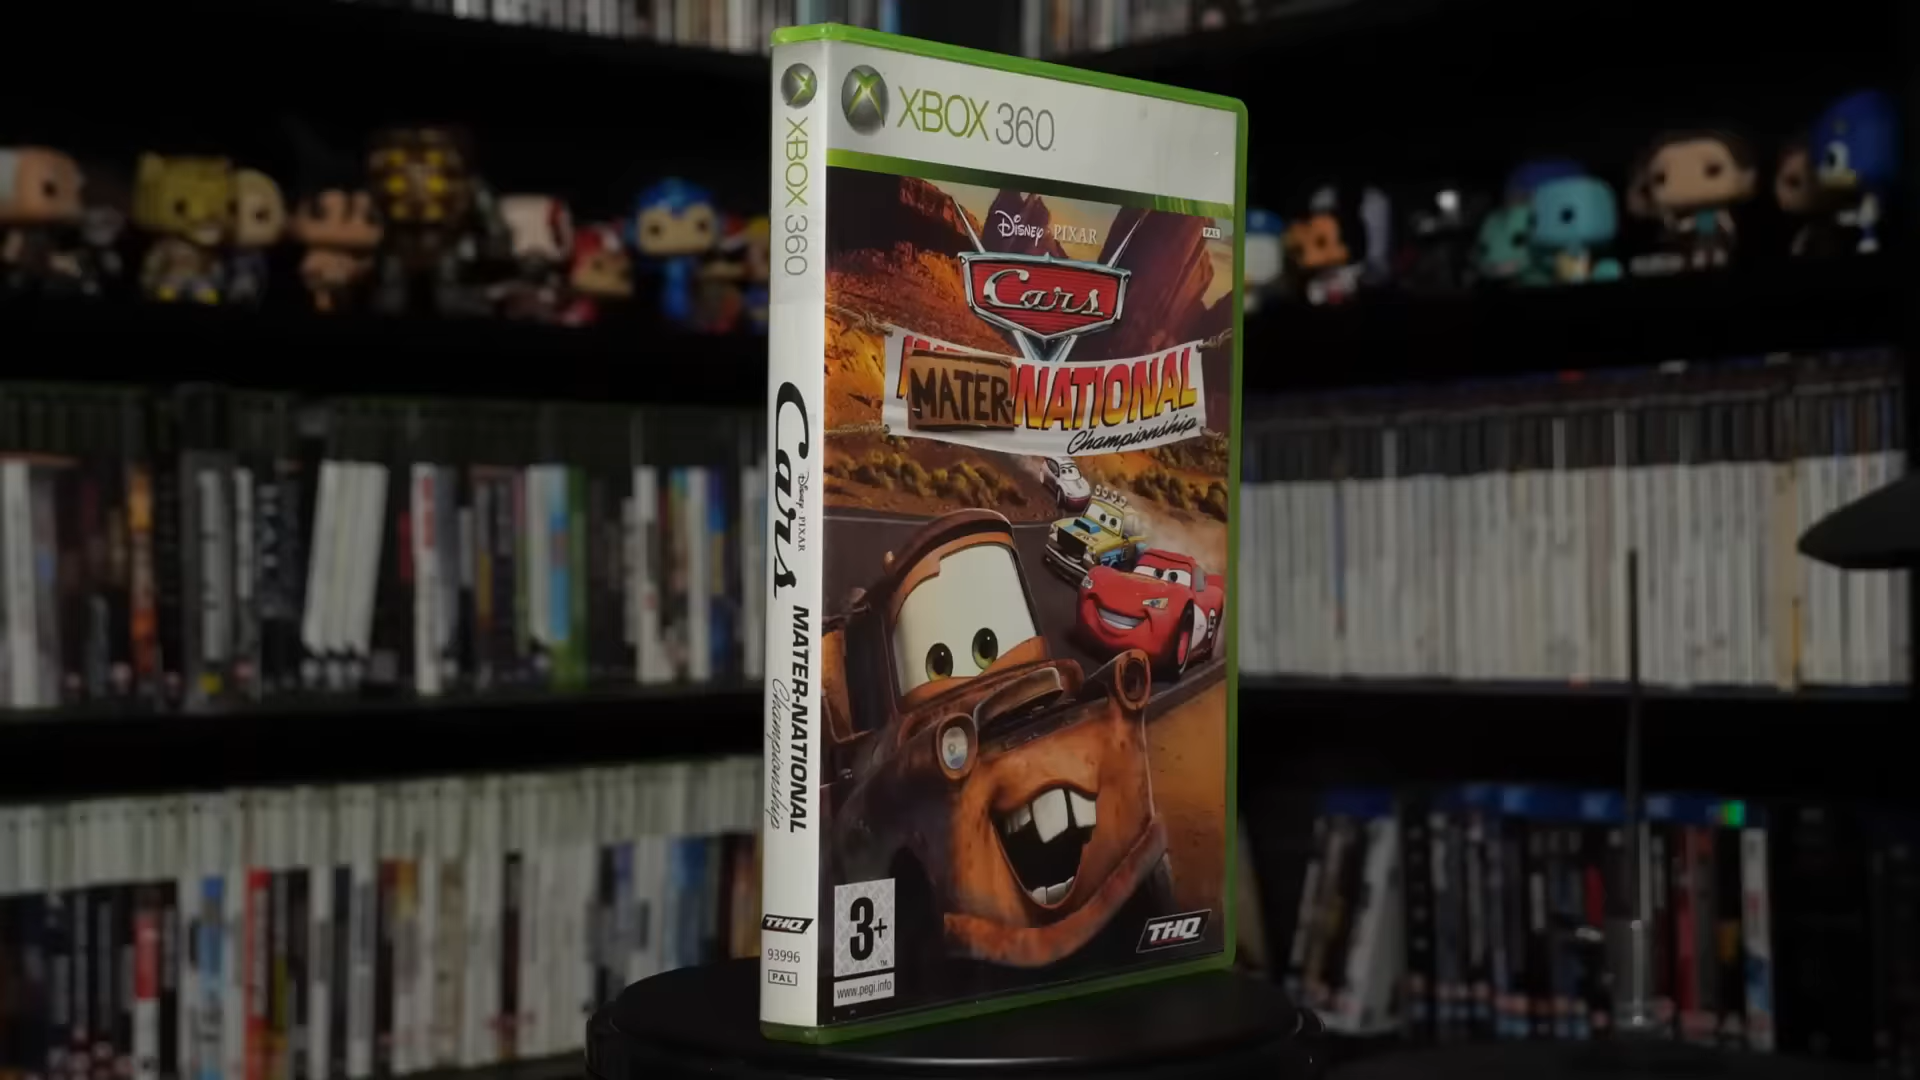 XBOX 360
Cars
Disney · PIXAR
MATER-NATIONAL
Championship
THQ
93996
PAL
XBOX 360
PAL
Disney · PIXAR
Cars
MATER-NATIONAL
Championship
3+
www.pegi.info
THQ